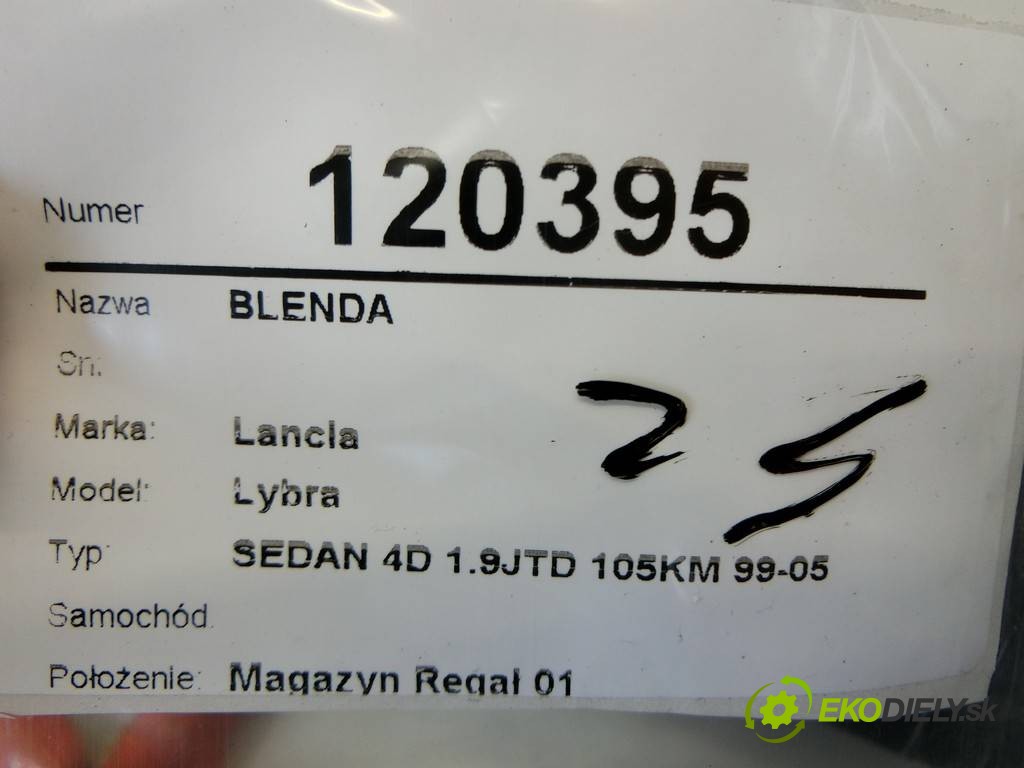 Numer 120395
Nazwa BLENDA
Sn:
Marka: Lancia
Model: Lybra
Typ: SEDAN 4D 1.9JTD 105KM 99-05
Samochód
Położenie: Magazyn Regał 01
25
EKODIELY.sk